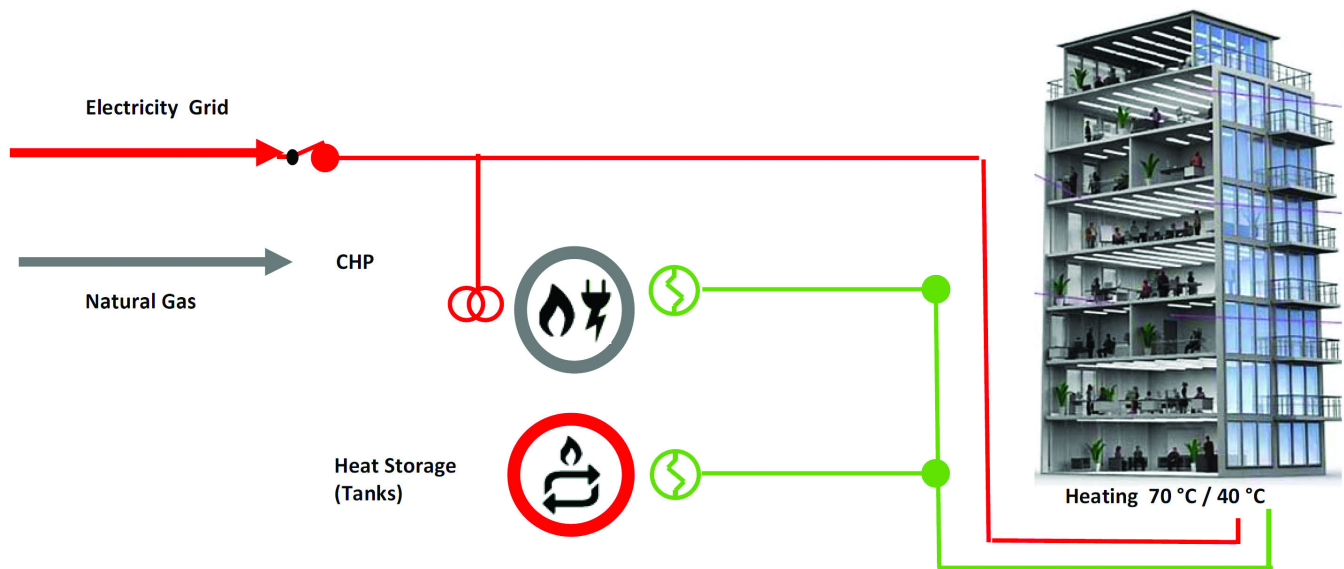 Electricity Grid
CHP
Natural Gas
Heat Storage
(Tanks)
Heating 70 °C / 40 °C